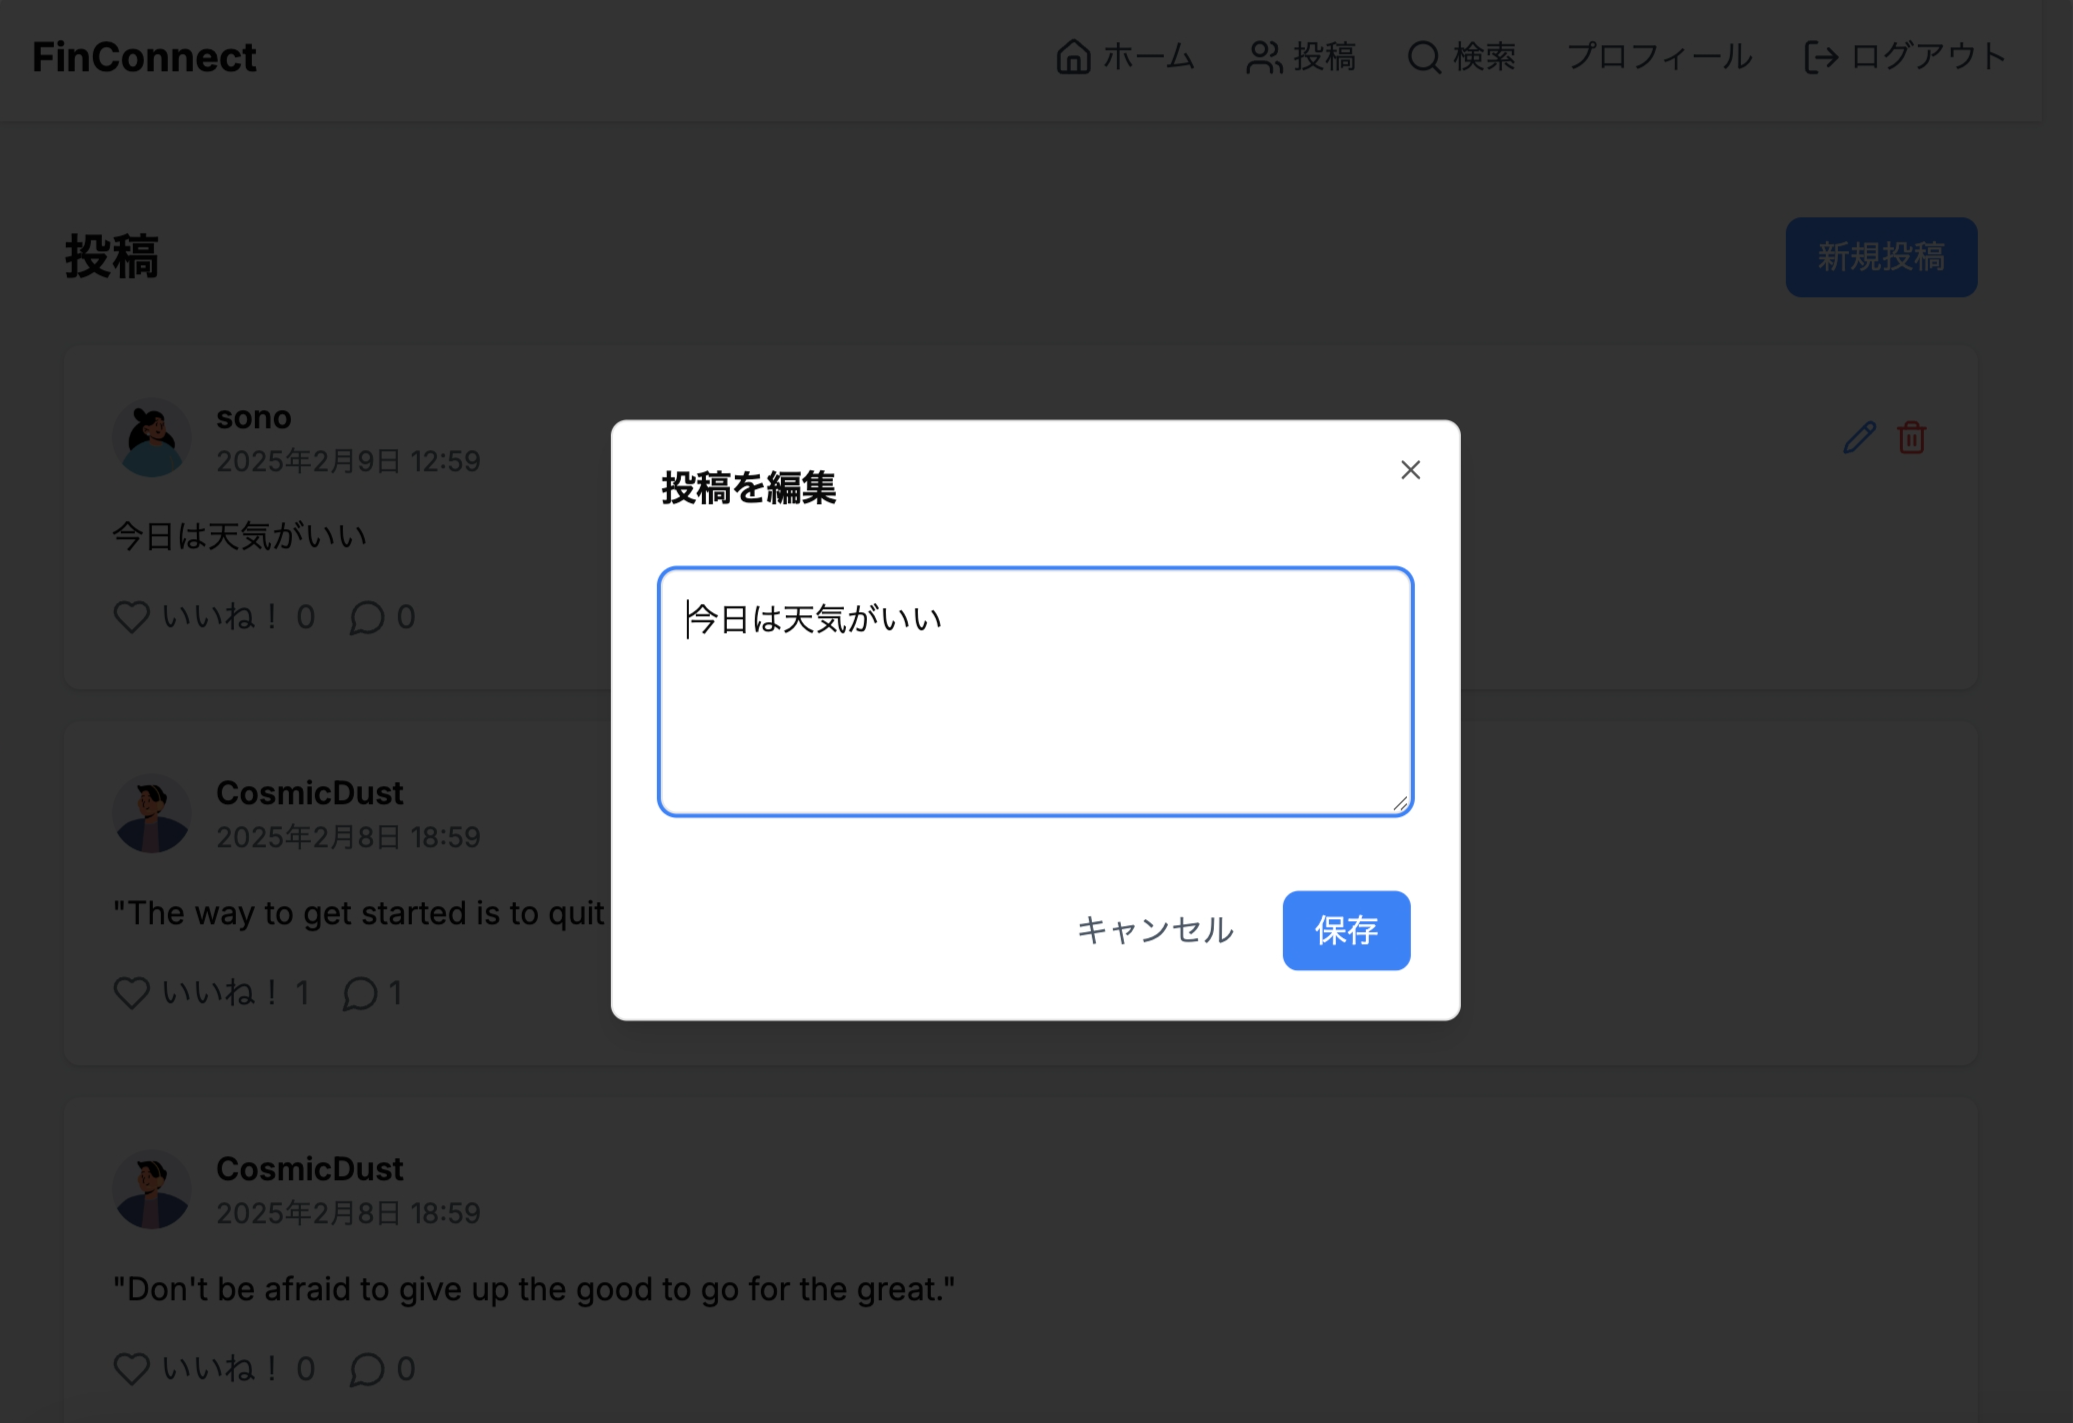 FinConnect
ホーム
投稿
検索
プロフィール
ログアウト
投稿
新規投稿
sono
2025年2月9日 12:59
今日は天気がいい
いいね！ 0
0
投稿を編集
今日は天気がいい
キャンセル
保存
CosmicDust
2025年2月8日 18:59
"The way to get started is to quit
いいね！ 1
1
CosmicDust
2025年2月8日 18:59
"Don't be afraid to give up the good to go for the great."
いいね！ 0
0